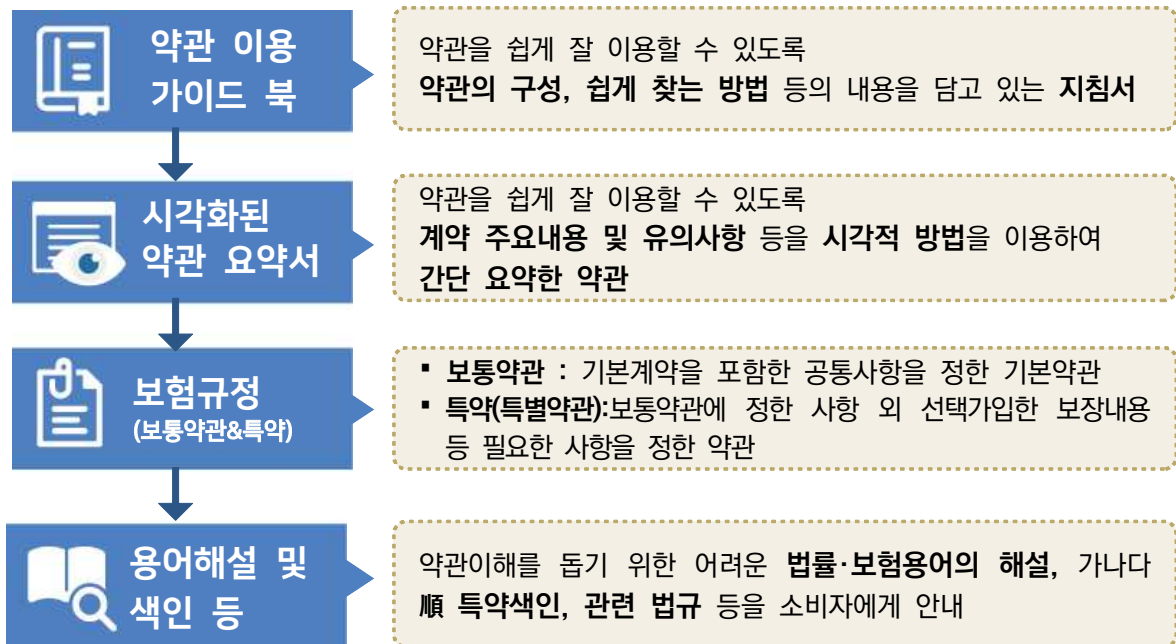 약관 이용
가이드 북
약관을 쉽게 잘 이용할 수 있도록
약관의 구성, 쉽게 찾는 방법 등의 내용을 담고 있는 지침서
시각화된
약관 요약서
약관을 쉽게 잘 이용할 수 있도록
계약 주요내용 및 유의사항 등을 시각적 방법을 이용하여
간단 요약한 약관
보험규정
(보통약관&특약)
▪ 보통약관 : 기본계약을 포함한 공통사항을 정한 기본약관
▪ 특약(특별약관):보통약관에 정한 사항 외 선택가입한 보장내용
등 필요한 사항을 정한 약관
용어해설 및
색인 등
약관이해를 돕기 위한 어려운 법률·보험용어의 해설, 가나다
順 특약색인, 관련 법규 등을 소비자에게 안내